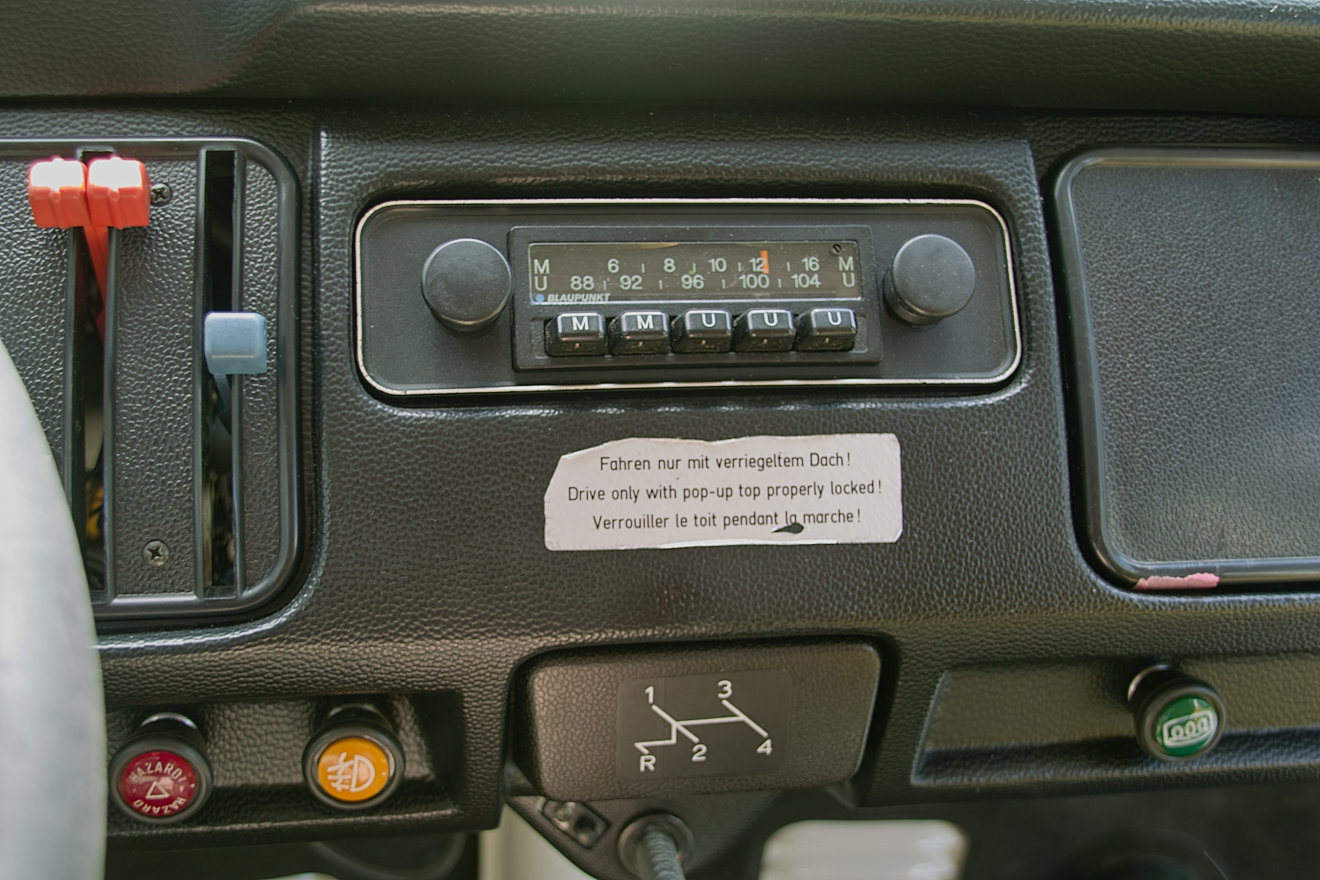 M 6 8 10 12 16 M
U 88 92 96 100 104 U
BLAUPUNKT
M M U U U
Fahren nur mit verriegeltem Dach!
Drive only with pop-up top properly locked!
Verrouiller le toit pendant la marche!
1 3
R 2 4
HAZARD
HAZARD